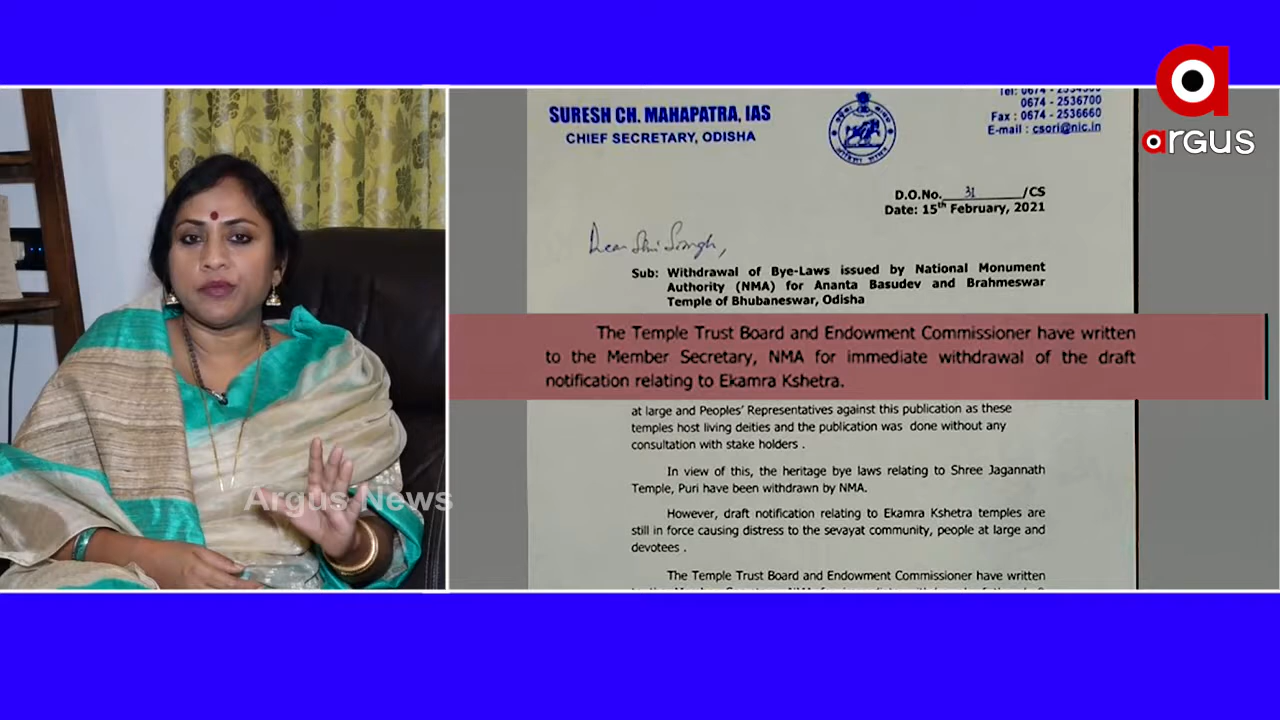 argus
SURESH CH. MAHAPATRA, IAS
CHIEF SECRETARY, ODISHA
0674 - 2536700
Fax : 0674 - 2536660
E-mail : csori@nic.in
D.O.No. 31 /CS
Date: 15th February, 2021
Dear Shri Singh,
Sub: Withdrawal of Bye-Laws issued by National Monument
Authority (NMA) for Ananta Basudev and Brahmeswar
Temple of Bhubaneswar, Odisha
The Temple Trust Board and Endowment Commissioner have written
to the Member Secretary, NMA for immediate withdrawal of the draft
notification relating to Ekamra Kshetra.
at large and Peoples' Representatives against this publication as these
temples host living deities and the publication was done without any
consultation with stake holders .
In view of this, the heritage bye laws relating to Shree Jagannath
Temple, Puri have been withdrawn by NMA.
However, draft notification relating to Ekamra Kshetra temples are
still in force causing distress to the sevayat community, people at large and
devotees .
The Temple Trust Board and Endowment Commissioner have written
Argus News